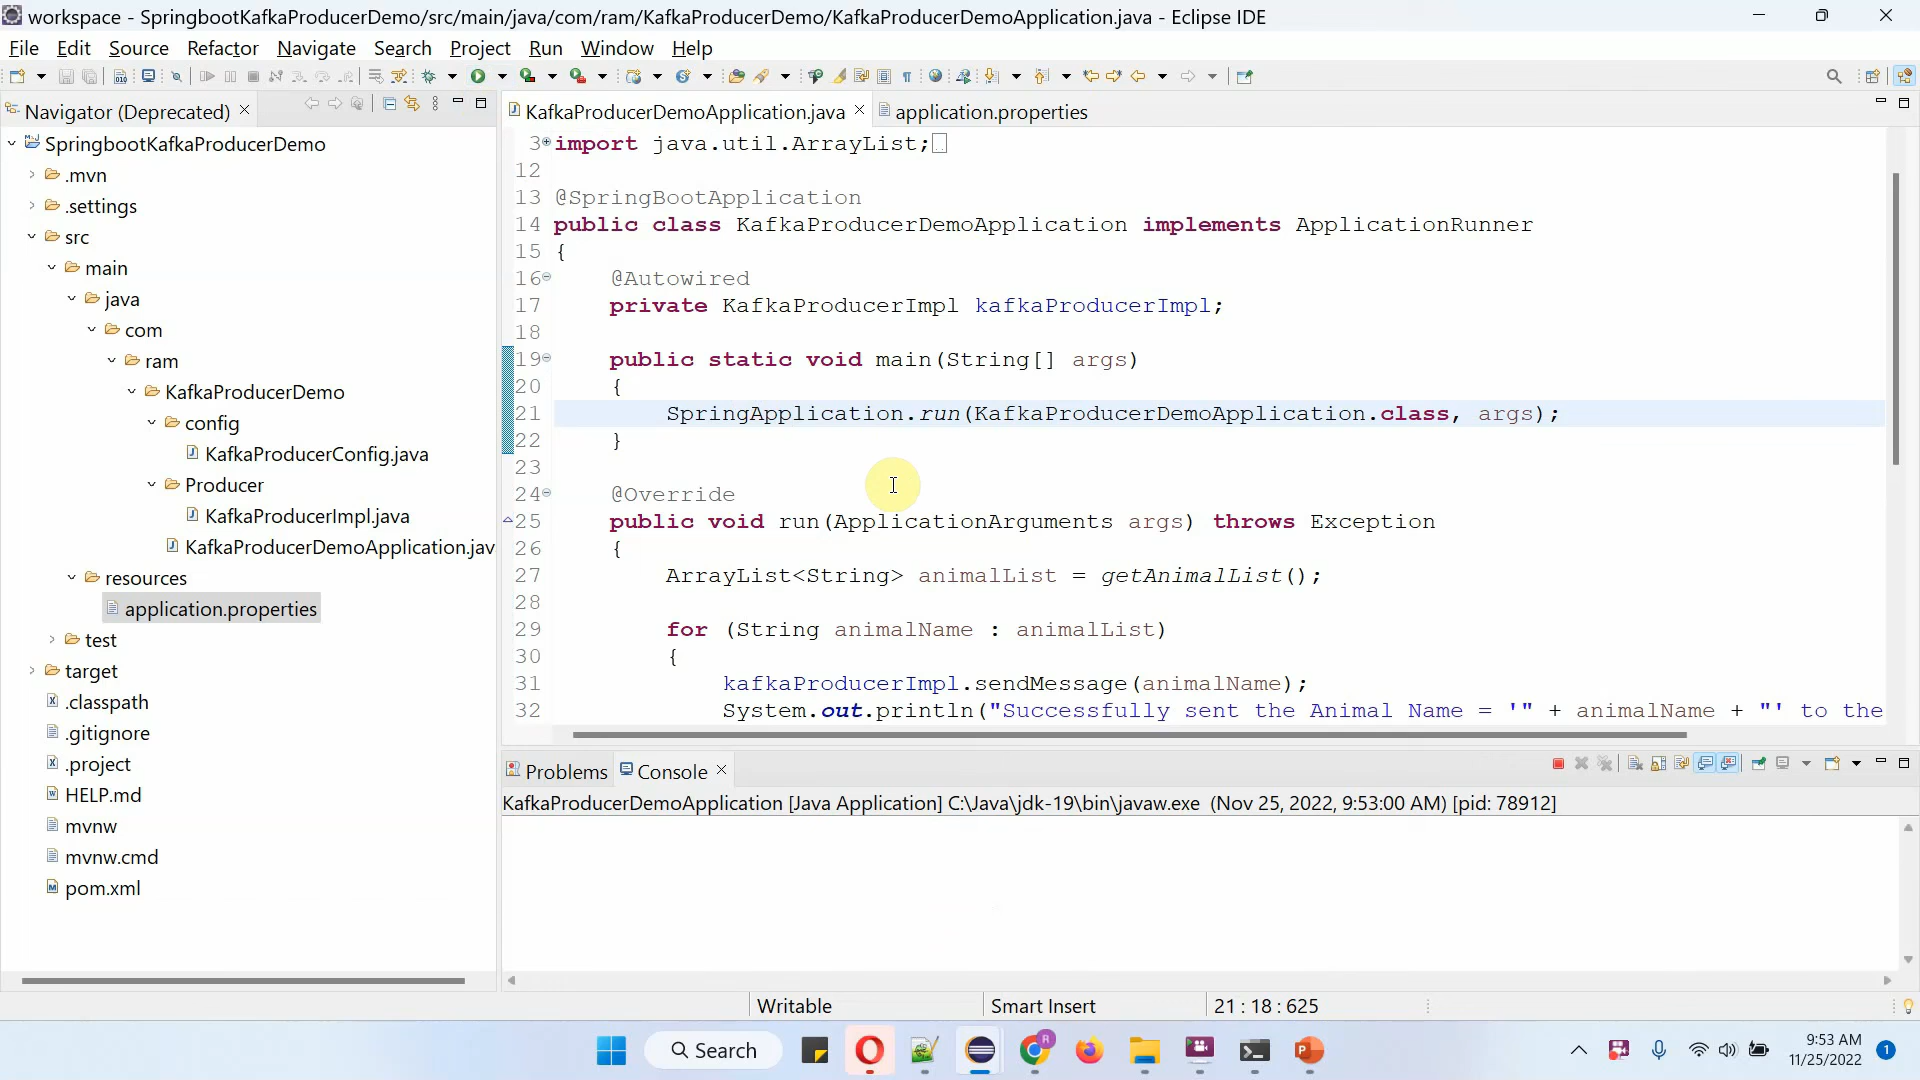 workspace - SpringbootKafkaProducerDemo/src/main/java/com/ram/KafkaProducerDemo/KafkaProducerDemoApplication.java - Eclipse IDE
File Edit Source Refactor Navigate Search Project Run Window Help
Navigator (Deprecated)
SpringbootKafkaProducerDemo
.mvn
.settings
src
main
java
com
ram
KafkaProducerDemo
config
KafkaProducerConfig.java
Producer
KafkaProducerImpl.java
KafkaProducerDemoApplication.jav
resources
application.properties
test
target
.classpath
.gitignore
.project
HELP.md
mvnw
mvnw.cmd
pom.xml
KafkaProducerDemoApplication.java application.properties
3 import java.util.ArrayList;
12
13 @SpringBootApplication
14 public class KafkaProducerDemoApplication implements ApplicationRunner
15 {
16 @Autowired
17 private KafkaProducerImpl kafkaProducerImpl;
18
19 public static void main(String[] args)
20 {
21 SpringApplication.run(KafkaProducerDemoApplication.class, args);
22 }
23
24 @Override
25 public void run(ApplicationArguments args) throws Exception
26 {
27 ArrayList<String> animalList = getAnimalList();
28
29 for (String animalName : animalList)
30 {
31 kafkaProducerImpl.sendMessage(animalName);
32 System.out.println("Successfully sent the Animal Name = '" + animalName + "' to the
Problems Console
KafkaProducerDemoApplication [Java Application] C:\Java\jdk-19\bin\javaw.exe (Nov 25, 2022, 9:53:00 AM) [pid: 78912]
Writable Smart Insert 21 : 18 : 625
Search
R
9:53 AM
11/25/2022
1